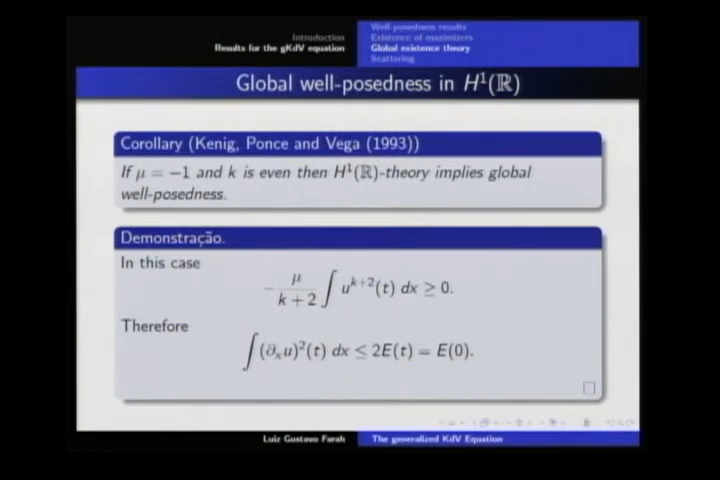 Introduction
Results for the gKdV equation
Well-posedness results
Existence of maximizers
Global existence theory
Scattering
Global well-posedness in H¹(ℝ)
Corollary (Kenig, Ponce and Vega (1993))
If μ = −1 and k is even then H¹(ℝ)-theory implies global
well-posedness.
Demonstração.
In this case
−μ/(k+2) ∫ u^{k+2}(t) dx ≥ 0.
Therefore
∫(∂ₓu)²(t) dx ≤ 2E(t) = E(0).
Luiz Gustavo Farah
The generalized KdV Equation